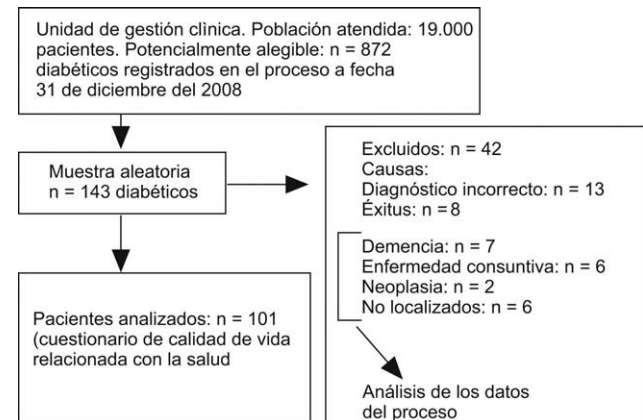 Unidad de gestión clìnica. Población atendida: 19.000
pacientes. Potencialmente alegible: n = 872
diabéticos registrados en el proceso a fecha
31 de diciembre del 2008
Muestra aleatoria
n = 143 diabéticos
Excluidos: n = 42
Causas:
Diagnóstico incorrecto: n = 13
Éxitus: n = 8
Demencia: n = 7
Enfermedad consuntiva: n = 6
Neoplasia: n = 2
No localizados: n = 6
Análisis de los datos
del proceso
Pacientes analizados: n = 101
(cuestionario de calidad de vida
relacionada con la salud